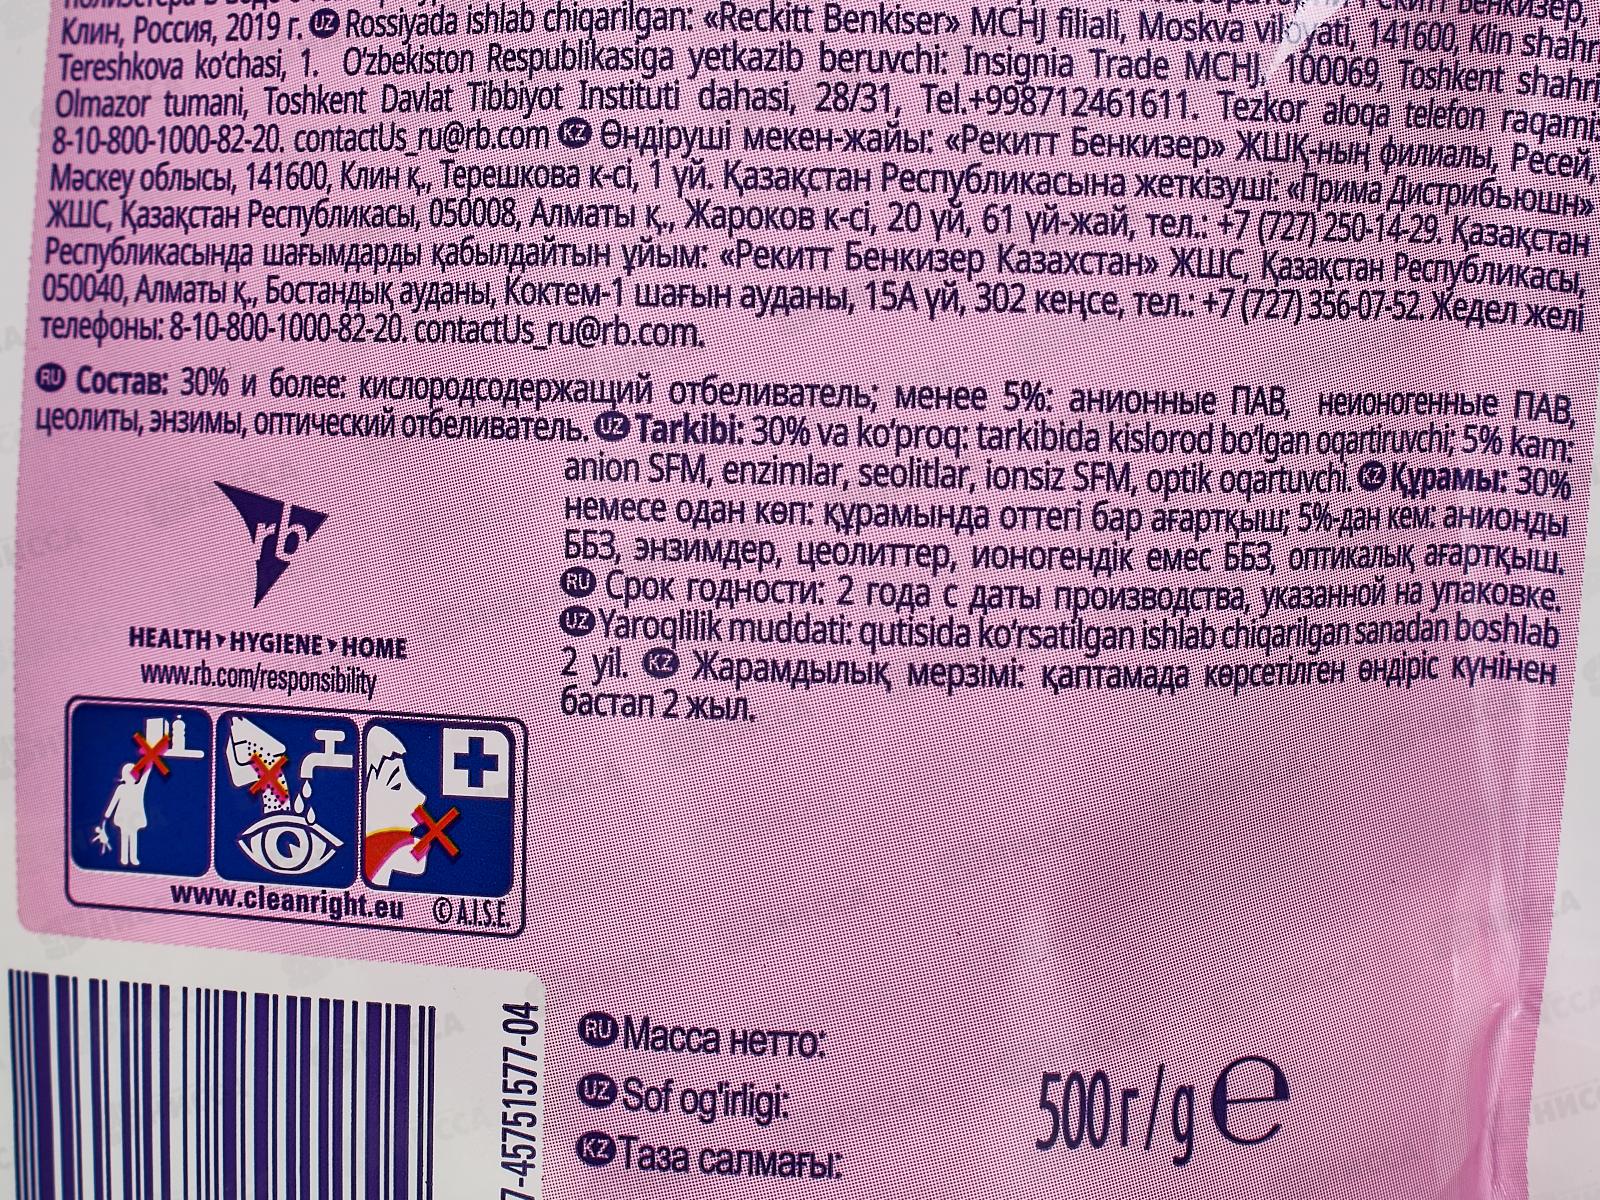 Клин, Россия, 2019 г. UZ Rossiyada ishlab chiqarilgan: «Reckitt Benkiser» MCHJ filiali, Moskva viloyati, 141600, Klin shahri
Tereshkova ko‘chasi, 1. O‘zbekiston Respublikasiga yetkazib beruvchi: Insignia Trade MCHJ, 100069, Toshkent shahri
Olmazor tumani, Toshkent Davlat Tibbiyot Instituti dahasi, 28/31, Tel.+998712461611. Tezkor aloqa telefon raqami:
8-10-800-1000-82-20. contactUs_ru@rb.com KZ Өндіруші мекен-жайы: «Рекитт Бенкизер» ЖШҚ-ның филиалы, Ресей,
Мәскеу облысы, 141600, Клин қ., Терешкова к-сі, 1 үй. Қазақстан Республикасына жеткізуші: «Прима Дистрибьюшн»
ЖШС, Қазақстан Республикасы, 050008, Алматы қ., Жароков к-сі, 20 үй, 61 үй-жай, тел.: +7 (727) 250-14-29. Қазақстан
Республикасында шағымдарды қабылдайтын ұйым: «Рекитт Бенкизер Казахстан» ЖШС, Қазақстан Республикасы,
050040, Алматы қ., Бостандық ауданы, Коктем-1 шағын ауданы, 15А үй, 302 кеңсе, тел.: +7 (727) 356-07-52. Жедел желі
телефоны: 8-10-800-1000-82-20. contactUs_ru@rb.com.
RU Состав: 30% и более: кислородсодержащий отбеливатель; менее 5%: анионные ПАВ, неионогенные ПАВ,
цеолиты, энзимы, оптический отбеливатель. UZ Tarkibi: 30% va ko‘proq: tarkibida kislorod bo‘lgan oqartiruvchi; 5% kam:
anion SFM, enzimlar, seolitlar, ionsiz SFM, optik oqartuvchi. KZ Құрамы: 30%
немесе одан көп: құрамында оттегі бар ағартқыш; 5%-дан кем: анионды
ББЗ, энзимдер, цеолиттер, ионогендік емес ББЗ, оптикалық ағартқыш.
RU Срок годности: 2 года с даты производства, указанной на упаковке.
UZ Yaroqlilik muddati: qutisida ko‘rsatilgan ishlab chiqarilgan sanadan boshlab
2 yil. KZ Жарамдылық мерзімі: қаптамада көрсетілген өндіріс күнінен
бастап 2 жыл.
rb
HEALTH HYGIENE HOME
www.rb.com/responsibility
www.cleanright.eu © A.I.S.E.
7-45751577-04
RU Масса нетто:
UZ Sof og'irligi:
KZ Таза салмағы:
500 г/g e